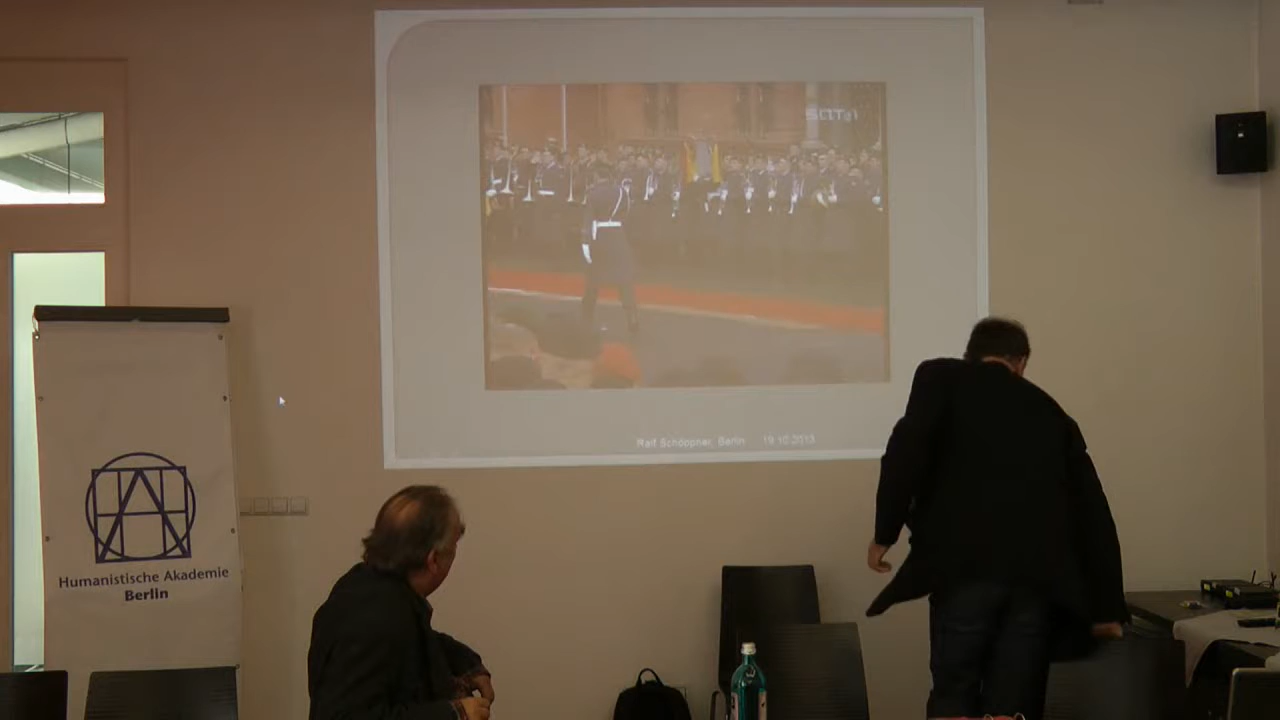 Ralf Schöppner, Berlin 19.10.2013
Humanistische Akademie
Berlin